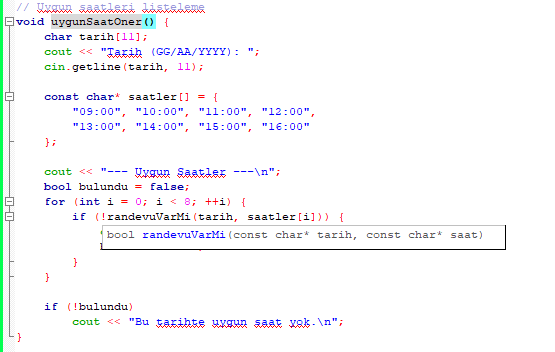 // Uygun saatleri listeleme
void uygunSaatOner() {
char tarih[11];
cout << "Tarih (GG/AA/YYYY): ";
cin.getline(tarih, 11);
const char* saatler[] = {
"09:00", "10:00", "11:00", "12:00",
"13:00", "14:00", "15:00", "16:00"
};
cout << "--- Uygun Saatler ---\n";
bool bulundu = false;
for (int i = 0; i < 8; ++i) {
if (!randevuVarMi(tarih, saatler[i])) {
bool randevuVarMi(const char* tarih, const char* saat)
}
}
if (!bulundu)
cout << "Bu tarihte uygun saat yok.\n";
}